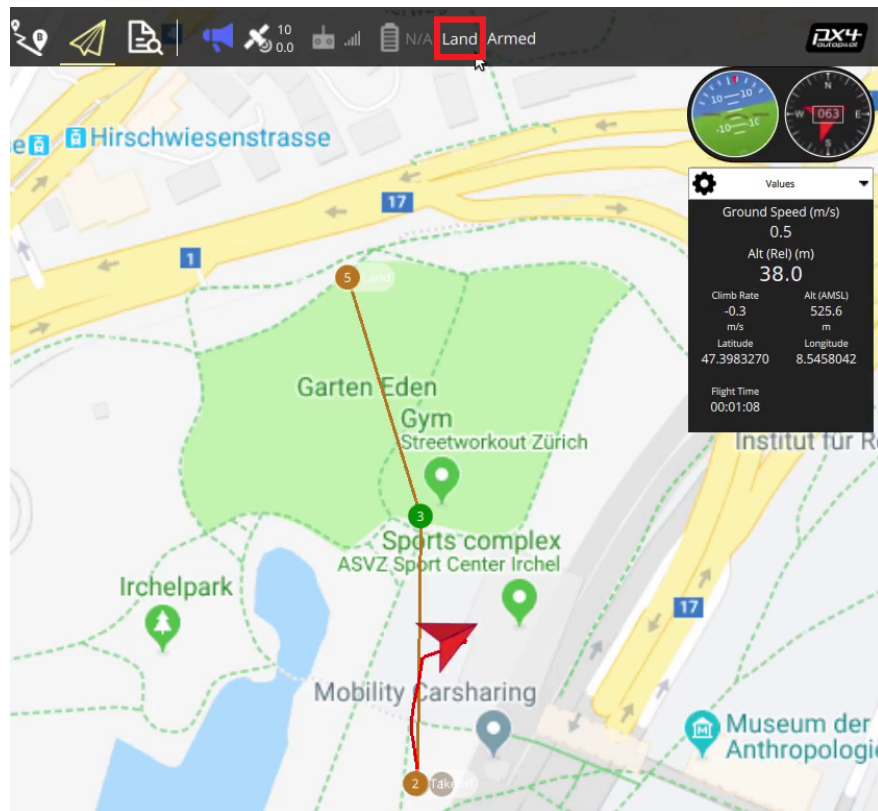 10
0.0
N/A
Land
Armed
px4
autopilot
Hirschwiesenstrasse
e
17
1
5 Land
Garten Eden
Gym
Streetworkout Zürich
3
Sports complex
ASVZ Sport Center Irchel
Irchelpark
17
Mobility Carsharing
Museum der
Anthropologi
2
Institut für R
N
W 063 E
S
10 10
-10 -10
Values
Ground Speed (m/s)
0.5
Alt (Rel) (m)
38.0
Climb Rate
-0.3
m/s
Alt (AMSL)
525.6
m
Latitude
47.3983270
Longitude
8.5458042
Flight Time
00:01:08